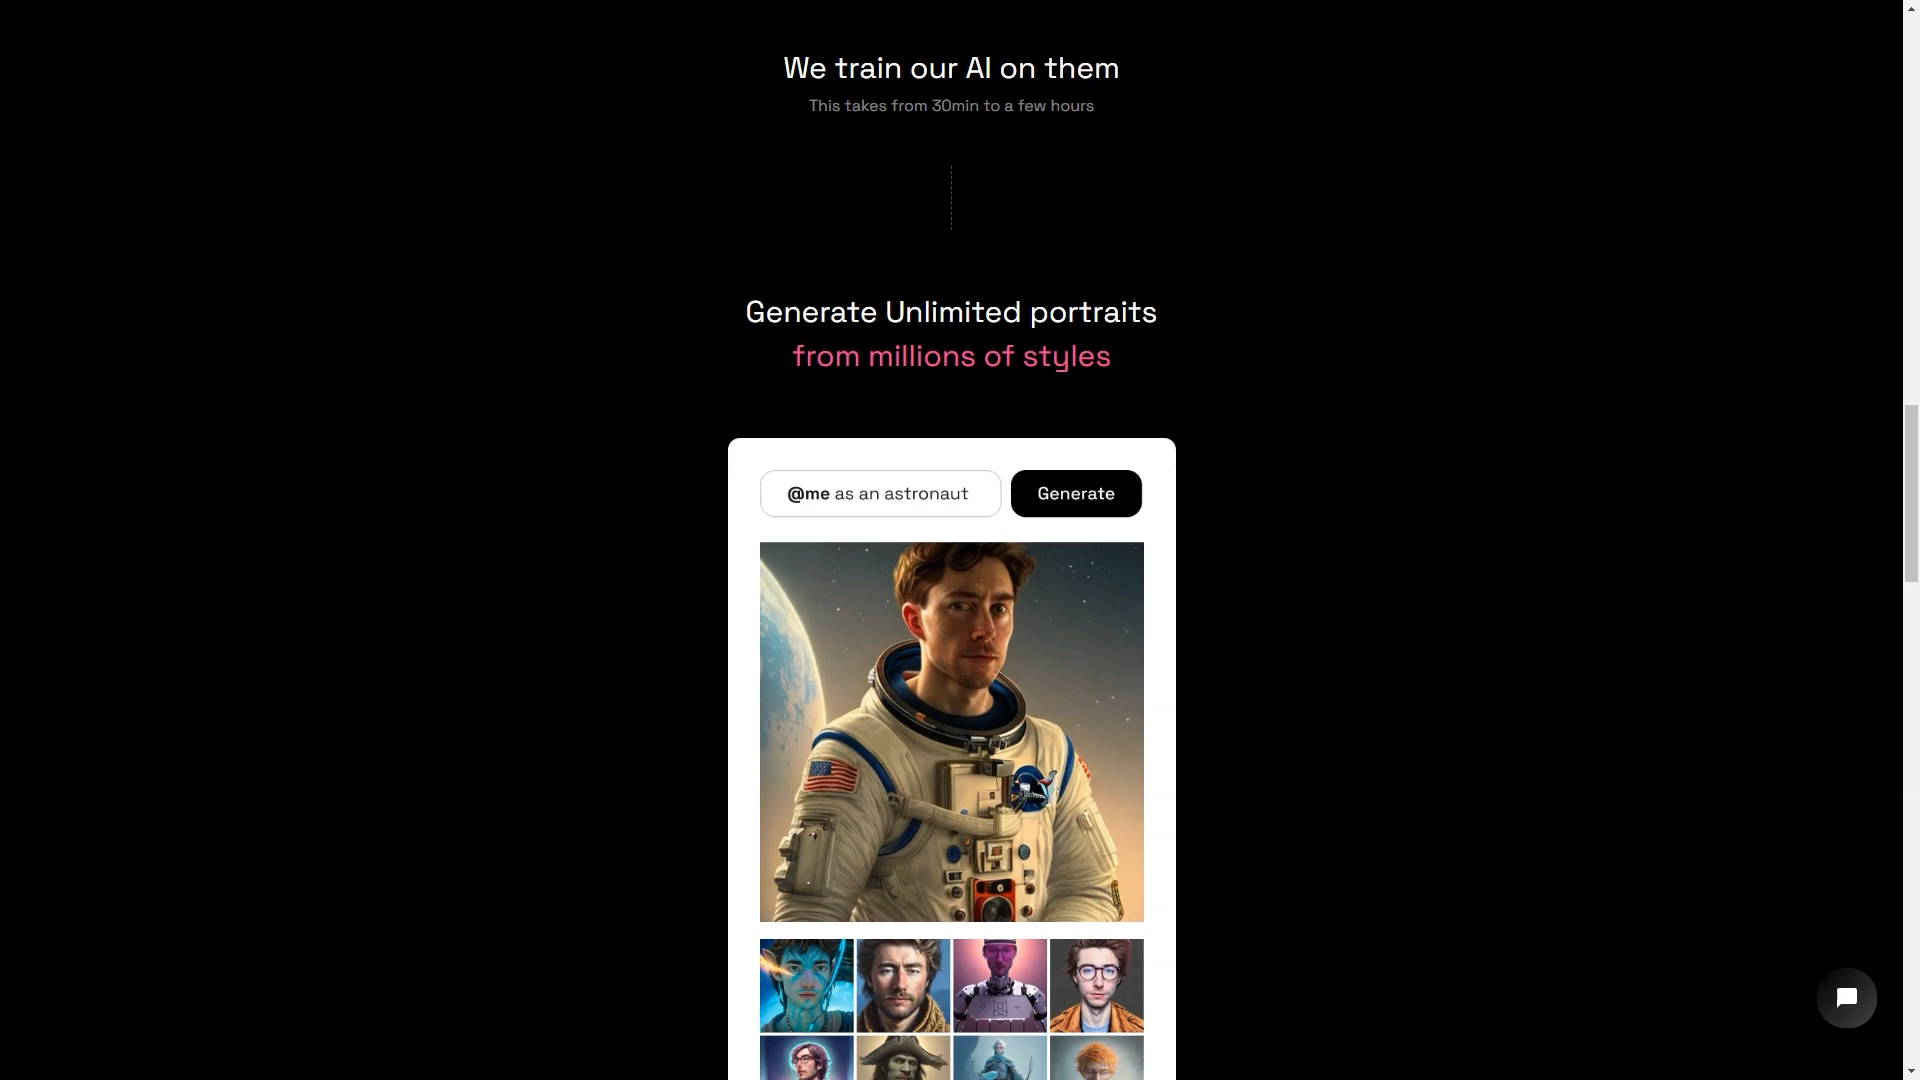 We train our AI on them
This takes from 30min to a few hours
Generate Unlimited portraits
from millions of styles
@me as an astronaut
Generate